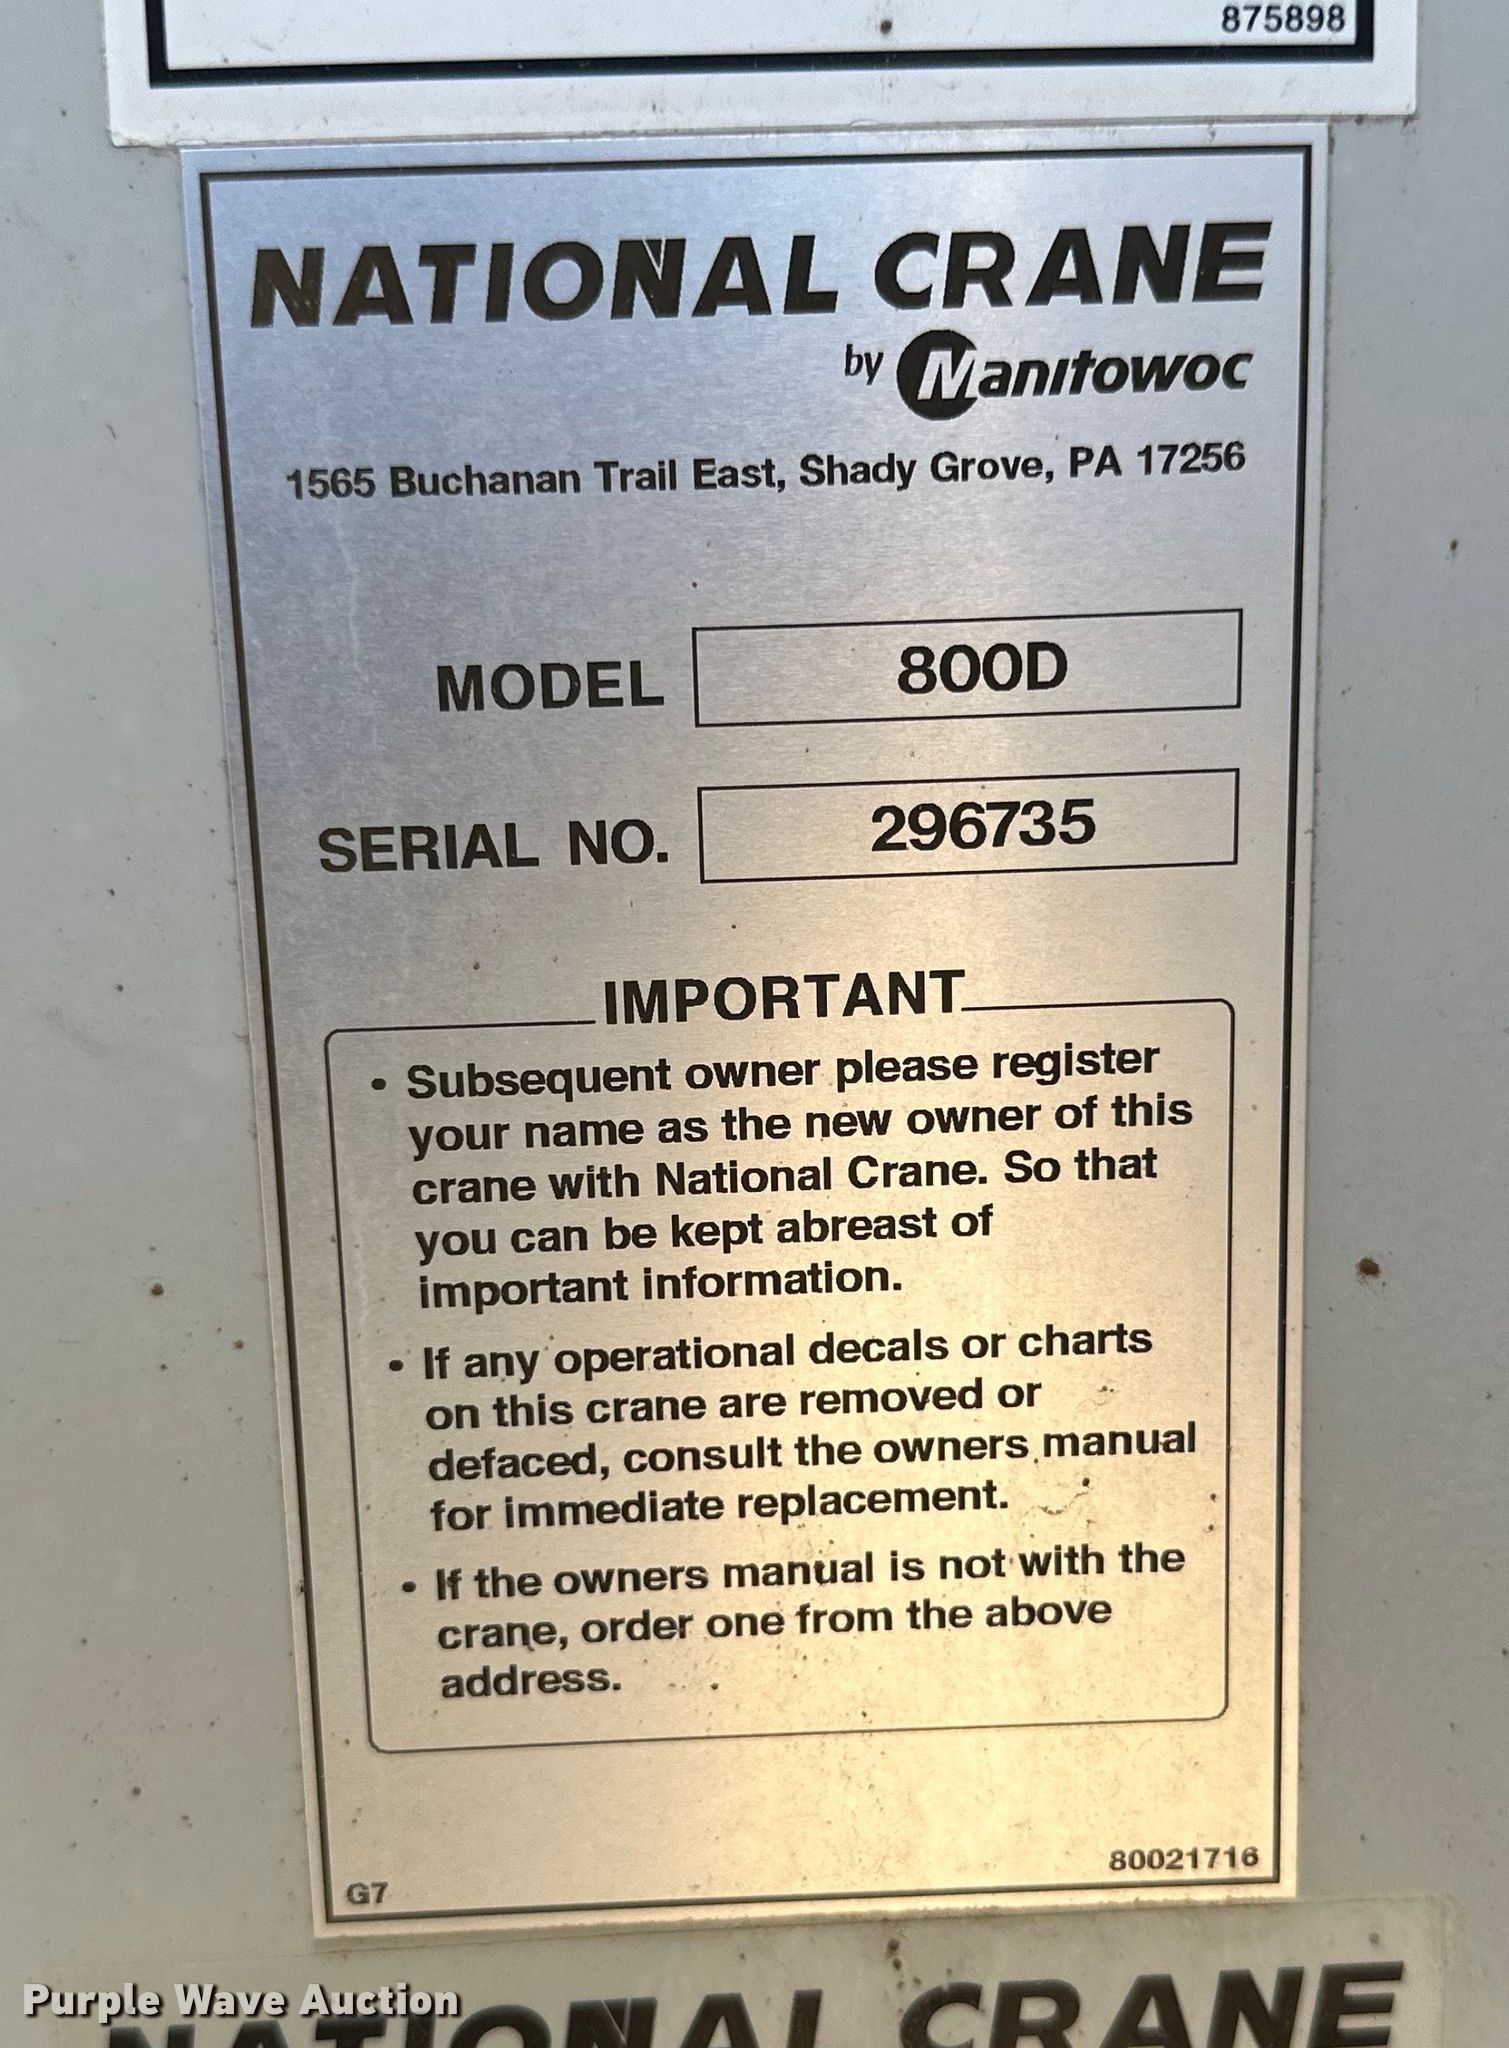 875898
NATIONAL CRANE
by Manitowoc
1565 Buchanan Trail East, Shady Grove, PA 17256
MODEL 800D
SERIAL NO. 296735
IMPORTANT
• Subsequent owner please register
your name as the new owner of this
crane with National Crane. So that
you can be kept abreast of
important information.
• If any operational decals or charts
on this crane are removed or
defaced, consult the owners manual
for immediate replacement.
• If the owners manual is not with the
crane, order one from the above
address.
G7 80021716
Purple Wave Auction
NATIONAL CRANE